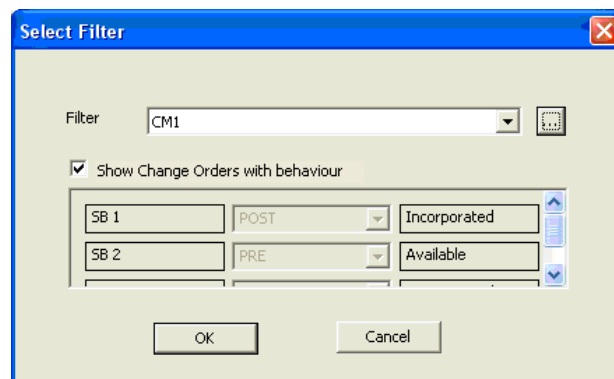 Select Filter
Filter CM1 ...
Show Change Orders with behaviour
SB 1 POST Incorporated
SB 2 PRE Available
OK Cancel